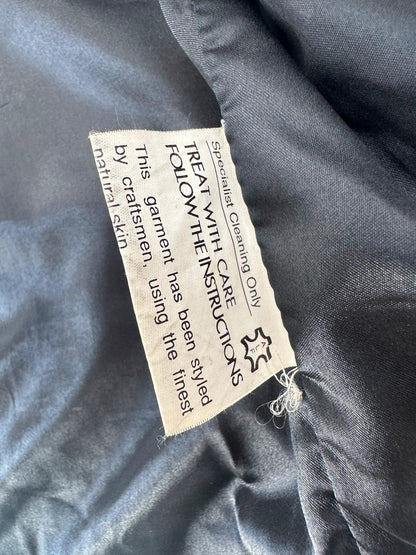 Specialist Cleaning Only
TREAT WITH CARE
FOLLOW THE INSTRUCTIONS
This garment has been styled
by craftsmen, using the finest
natural skin